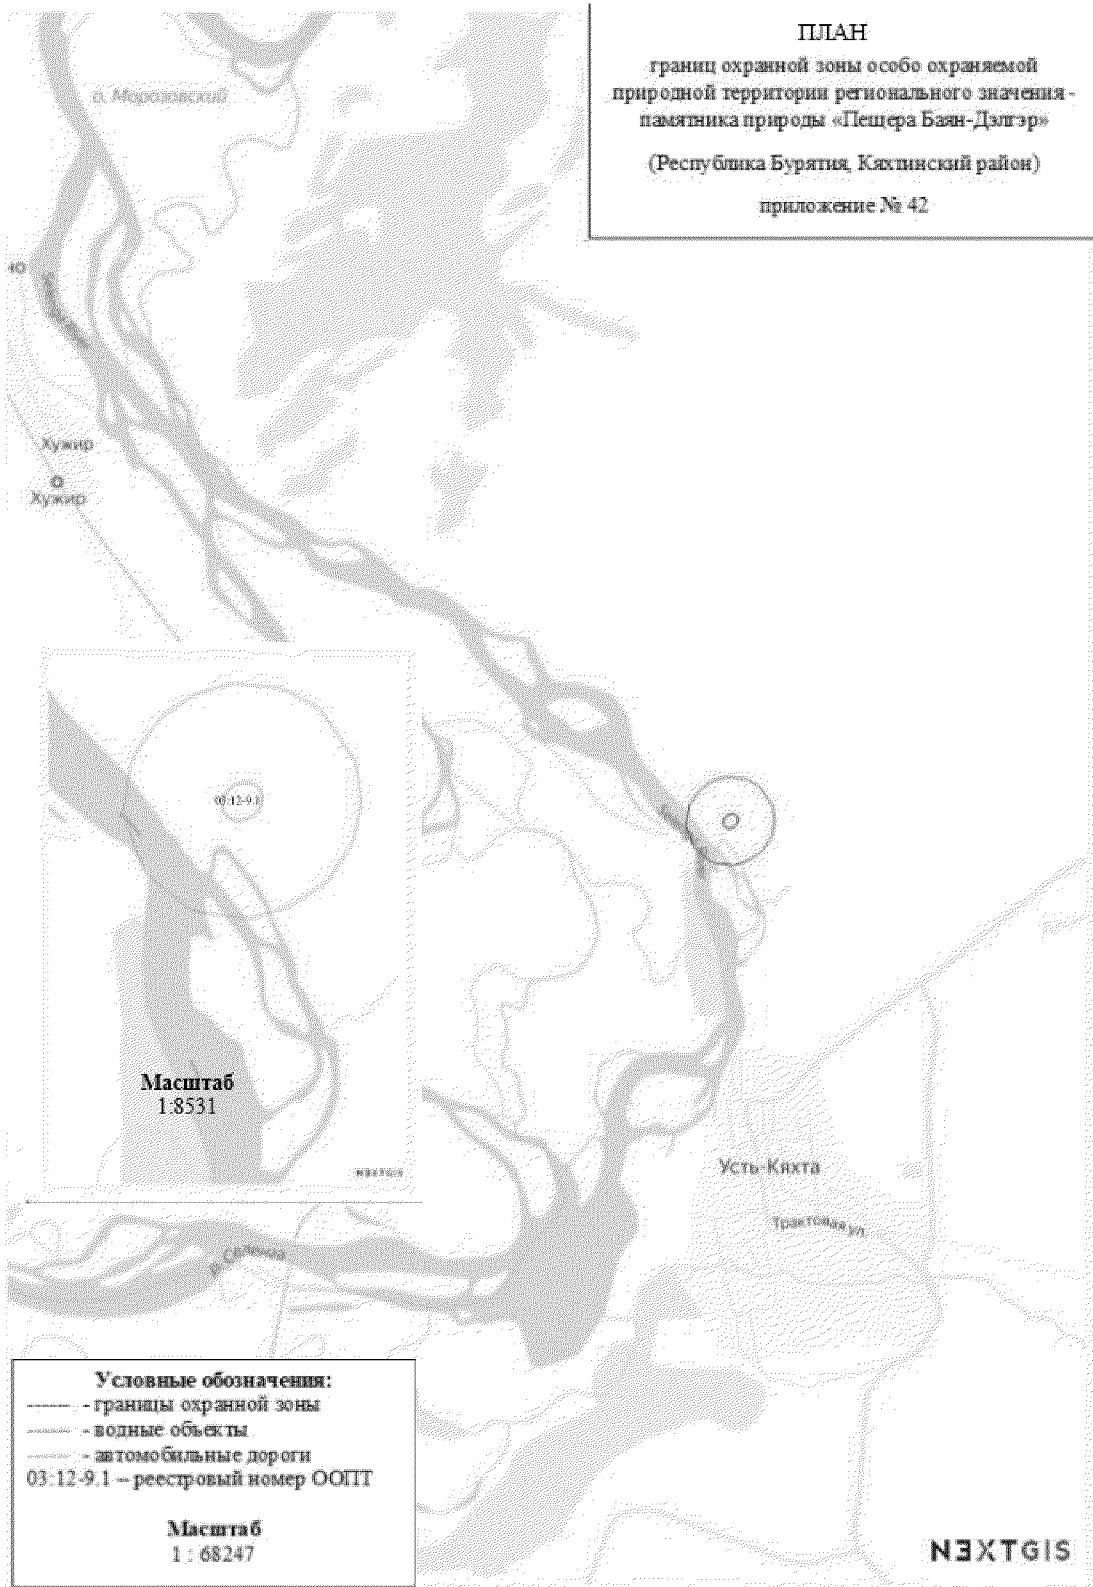 ПЛАН
границ охранной зоны особо охраняемой
природной территории регионального значения -
памятника природы «Пещера Баян-Дэлгэр»
(Республика Бурятия, Кяхтинский район)
приложение № 42
о. Морозовский
но
Хужир
Хужир
03:12-9.1
Масштаб
1:8531
NEXTGIS
Усть-Кяхта
Трактовая ул
р. Селенга
Условные обозначения:
- границы охранной зоны
- водные объекты
- автомобильные дороги
03:12-9.1 – реестровый номер ООПТ
Масштаб
1 : 68247
NEXTGIS